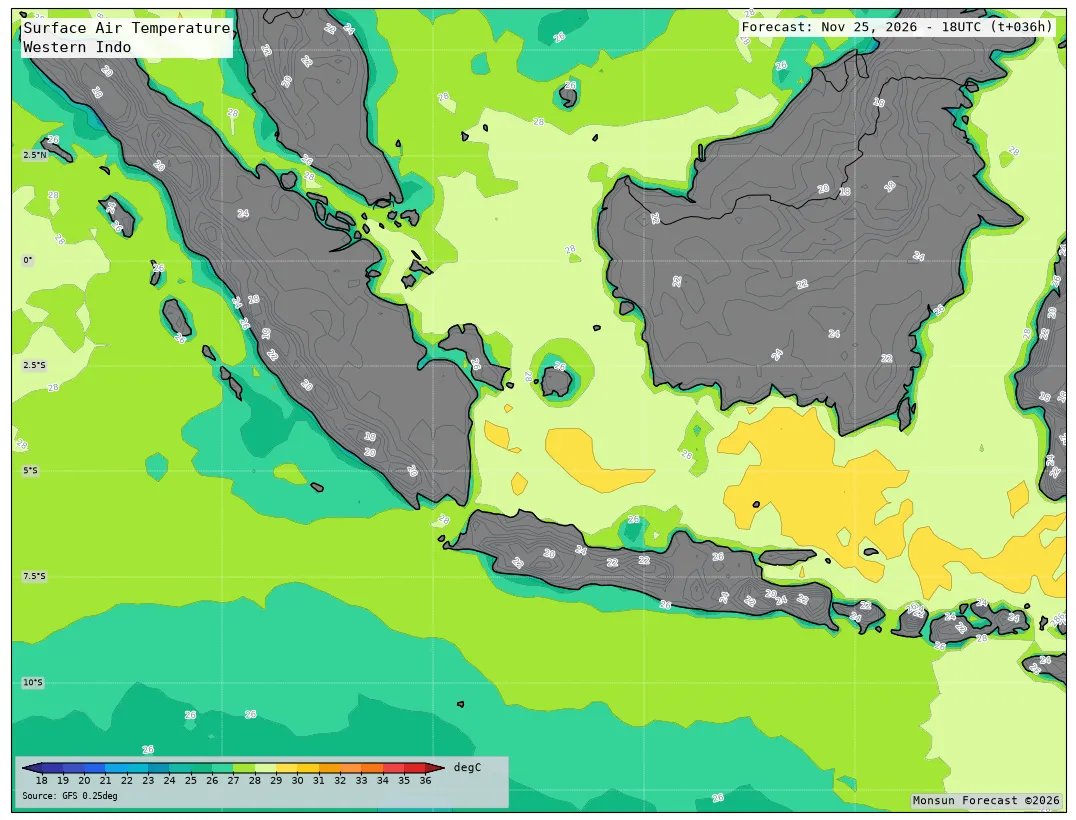 Surface Air Temperature
Western Indo
Forecast: Nov 25, 2026 - 18UTC (t+036h)
2.5°N
0°
2.5°S
5°S
7.5°S
10°S
degC
18 19 20 21 22 23 24 25 26 27 28 29 30 31 32 33 34 35 36
Source: GFS 0.25deg
Monsun Forecast ©2026